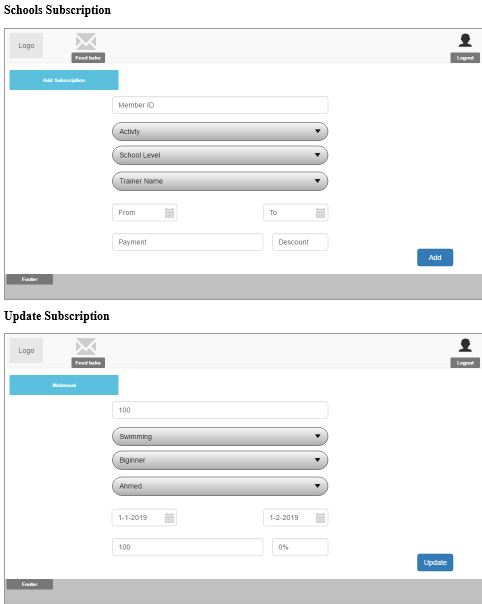 Schools Subscription
Logo
Feed bake
Logout
Add Subscription
Member ID
Activty
School Level
Trainer Name
From To
Payment Descount
Add
Footer
Update Subscription
Logo
Feed bake
Logout
Mahmoud
100
Swimming
Biginner
Ahmed
1-1-2019 1-2-2019
100 0%
Update
Footer